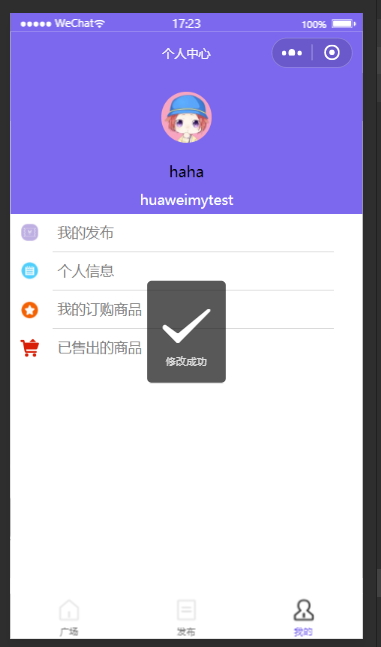 WeChat 17:23 100%
个人中心
haha
huaweimytest
我的发布
个人信息
我的订购商品
已售出的商品
修改成功
广场 发布 我的